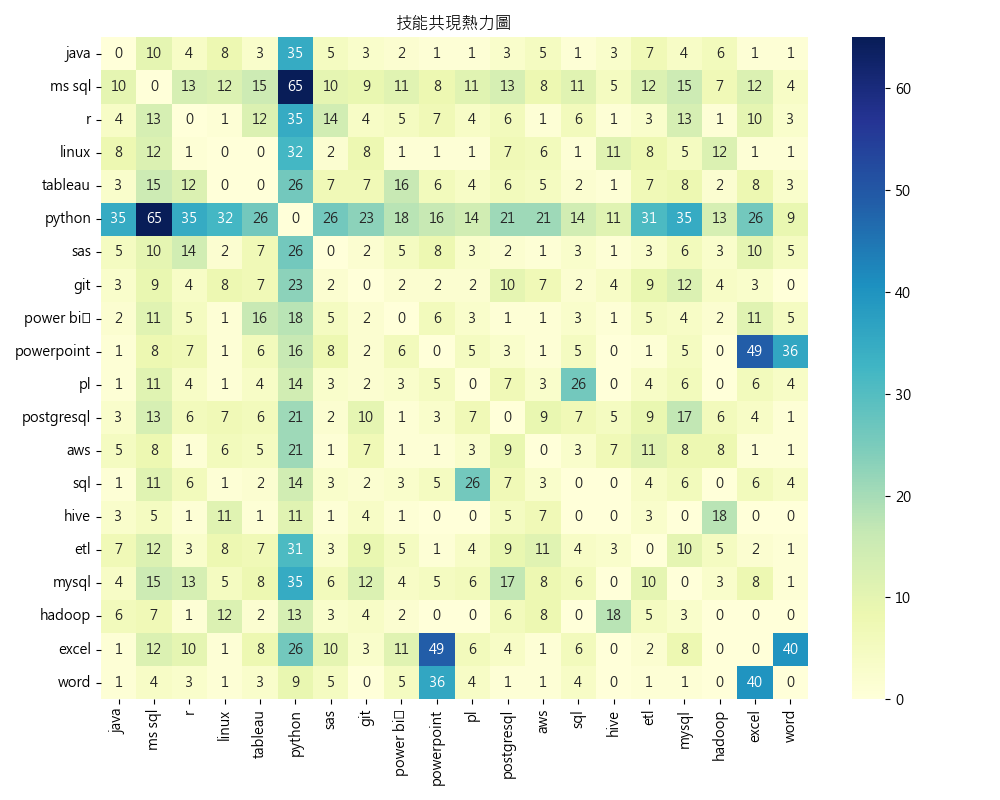 技能共現熱力圖
java 0 10 4 8 3 35 5 3 2 1 1 3 5 1 3 7 4 6 1 1
ms sql 10 0 13 12 15 65 10 9 11 8 11 13 8 11 5 12 15 7 12 4
r 4 13 0 1 12 35 14 4 5 7 4 6 1 6 1 3 13 1 10 3
linux 8 12 1 0 0 32 2 8 1 1 1 7 6 1 11 8 5 12 1 1
tableau 3 15 12 0 0 26 7 7 16 6 4 6 5 2 1 7 8 2 8 3
python 35 65 35 32 26 0 26 23 18 16 14 21 21 14 11 31 35 13 26 9
sas 5 10 14 2 7 26 0 2 5 8 3 2 1 3 1 3 6 3 10 5
git 3 9 4 8 7 23 2 0 2 2 2 10 7 2 4 9 12 4 3 0
power bi 2 11 5 1 16 18 5 2 0 6 3 1 1 3 1 5 4 2 11 5
powerpoint 1 8 7 1 6 16 8 2 6 0 5 3 1 5 0 1 5 0 49 36
pl 1 11 4 1 4 14 3 2 3 5 0 7 3 26 0 4 6 0 6 4
postgresql 3 13 6 7 6 21 2 10 1 3 7 0 9 7 5 9 17 6 4 1
aws 5 8 1 6 5 21 1 7 1 1 3 9 0 3 7 11 8 8 1 1
sql 1 11 6 1 2 14 3 2 3 5 26 7 3 0 0 4 6 0 6 4
hive 3 5 1 11 1 11 1 4 1 0 0 5 7 0 0 3 0 18 0 0
etl 7 12 3 8 7 31 3 9 5 1 4 9 11 4 3 0 10 5 2 1
mysql 4 15 13 5 8 35 6 12 4 5 6 17 8 6 0 10 0 3 8 1
hadoop 6 7 1 12 2 13 3 4 2 0 0 6 8 0 18 5 3 0 0 0
excel 1 12 10 1 8 26 10 3 11 49 6 4 1 6 0 2 8 0 0 40
word 1 4 3 1 3 9 5 0 5 36 4 1 1 4 0 1 1 0 40 0
java ms sql r linux tableau python sas git power bi powerpoint pl postgresql aws sql hive etl mysql hadoop excel word
60
50
40
30
20
10
0